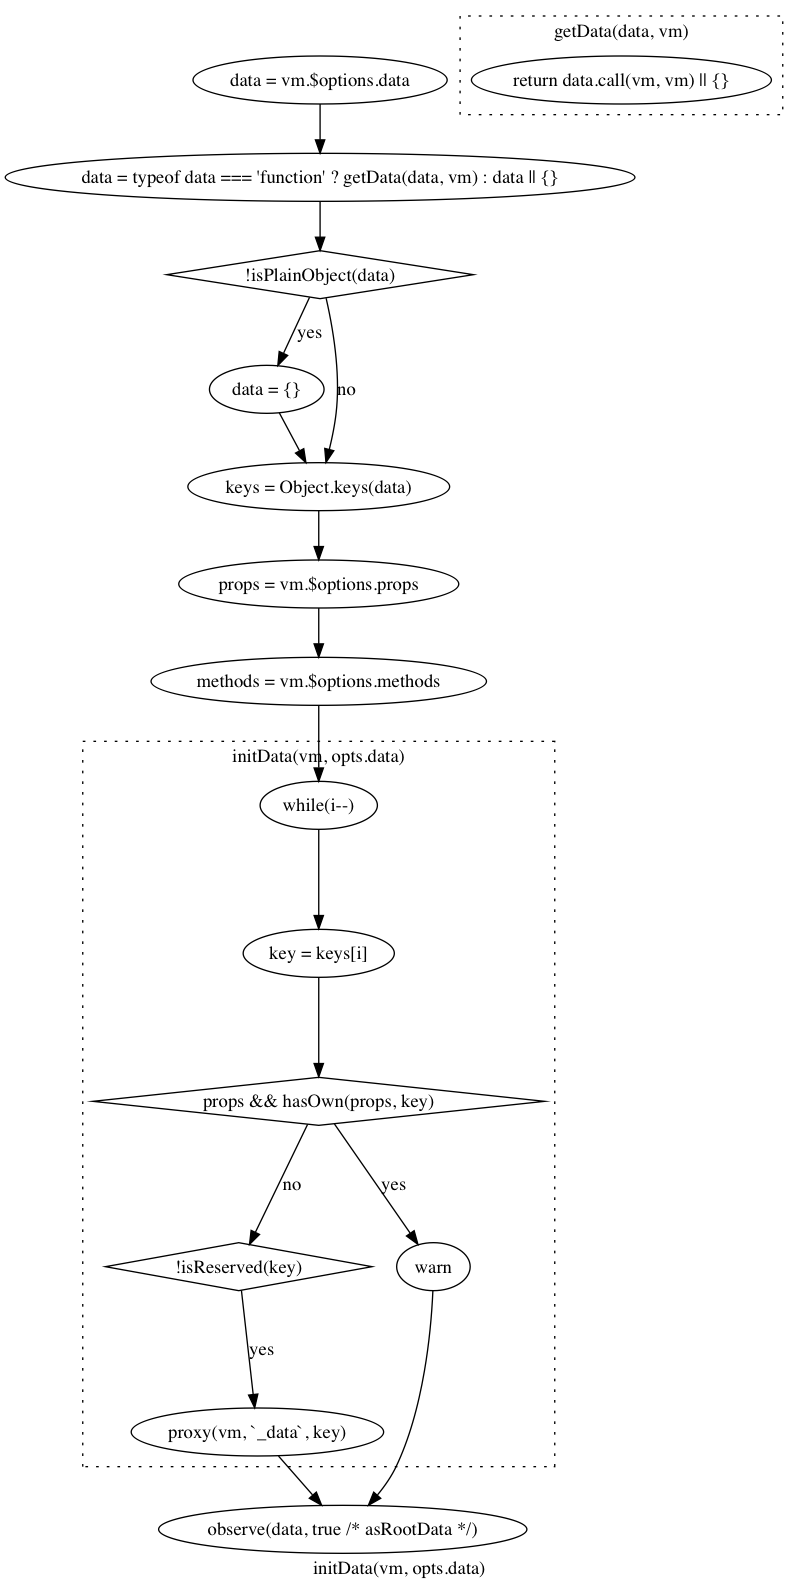 getData(data, vm)
data = vm.$options.data
return data.call(vm, vm) || {}
data = typeof data === 'function' ? getData(data, vm) : data || {}
!isPlainObject(data)
yes
data = {}
no
keys = Object.keys(data)
props = vm.$options.props
methods = vm.$options.methods
initData(vm, opts.data)
while(i--)
key = keys[i]
props && hasOwn(props, key)
no
yes
!isReserved(key)
warn
yes
proxy(vm, `_data`, key)
observe(data, true /* asRootData */)
initData(vm, opts.data)